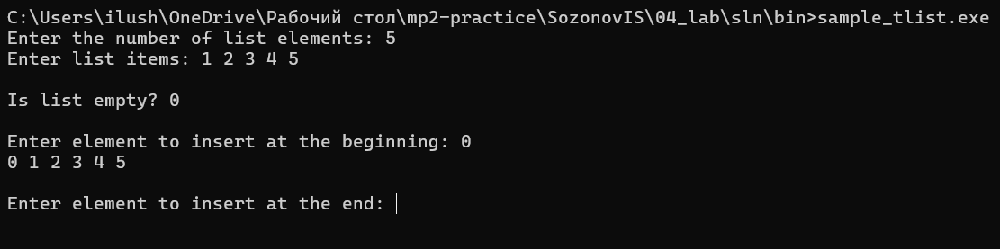 C:\Users\ilush\OneDrive\Рабочий стол\mp2-practice\SozonovIS\04_lab\sln\bin>sample_tlist.exe
Enter the number of list elements: 5
Enter list items: 1 2 3 4 5
Is list empty? 0
Enter element to insert at the beginning: 0
0 1 2 3 4 5
Enter element to insert at the end: